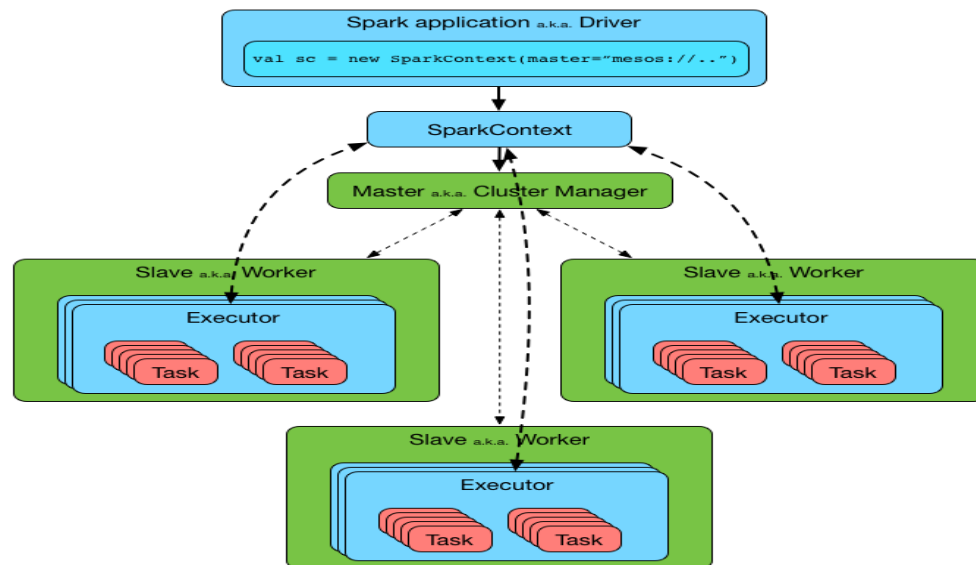 Spark application a.k.a. Driver
val sc = new SparkContext(master=”mesos://..”)
SparkContext
Master a.k.a. Cluster Manager
Slave a.k.a. Worker
Executor
Task
Task
Slave a.k.a. Worker
Executor
Task
Task
Slave a.k.a. Worker
Executor
Task
Task